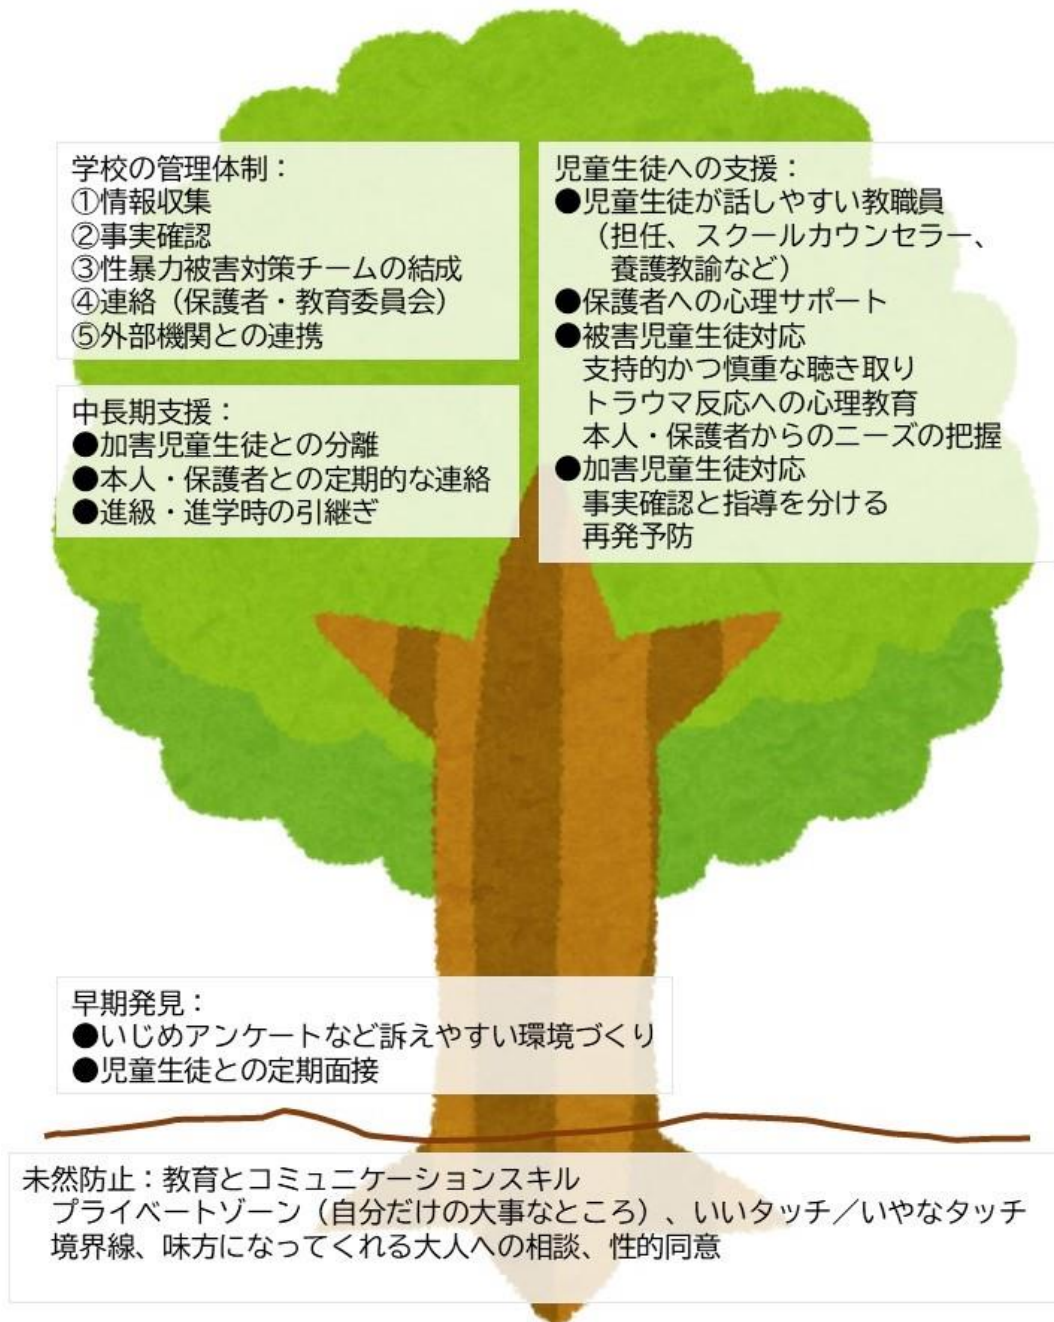 学校の管理体制：
①情報収集
②事実確認
③性暴力被害対策チームの結成
④連絡（保護者・教育委員会）
⑤外部機関との連携
中長期支援：
●加害児童生徒との分離
●本人・保護者との定期的な連絡
●進級・進学時の引継ぎ
児童生徒への支援：
●児童生徒が話しやすい教職員
（担任、スクールカウンセラー、
養護教諭など）
●保護者への心理サポート
●被害児童生徒対応
支持的かつ慎重な聴き取り
トラウマ反応への心理教育
本人・保護者からのニーズの把握
●加害児童生徒対応
事実確認と指導を分ける
再発予防
早期発見：
●いじめアンケートなど訴えやすい環境づくり
●児童生徒との定期面接
未然防止：教育とコミュニケーションスキル
プライベートゾーン（自分だけの大事なところ）、いいタッチ／いやなタッチ
境界線、味方になってくれる大人への相談、性的同意